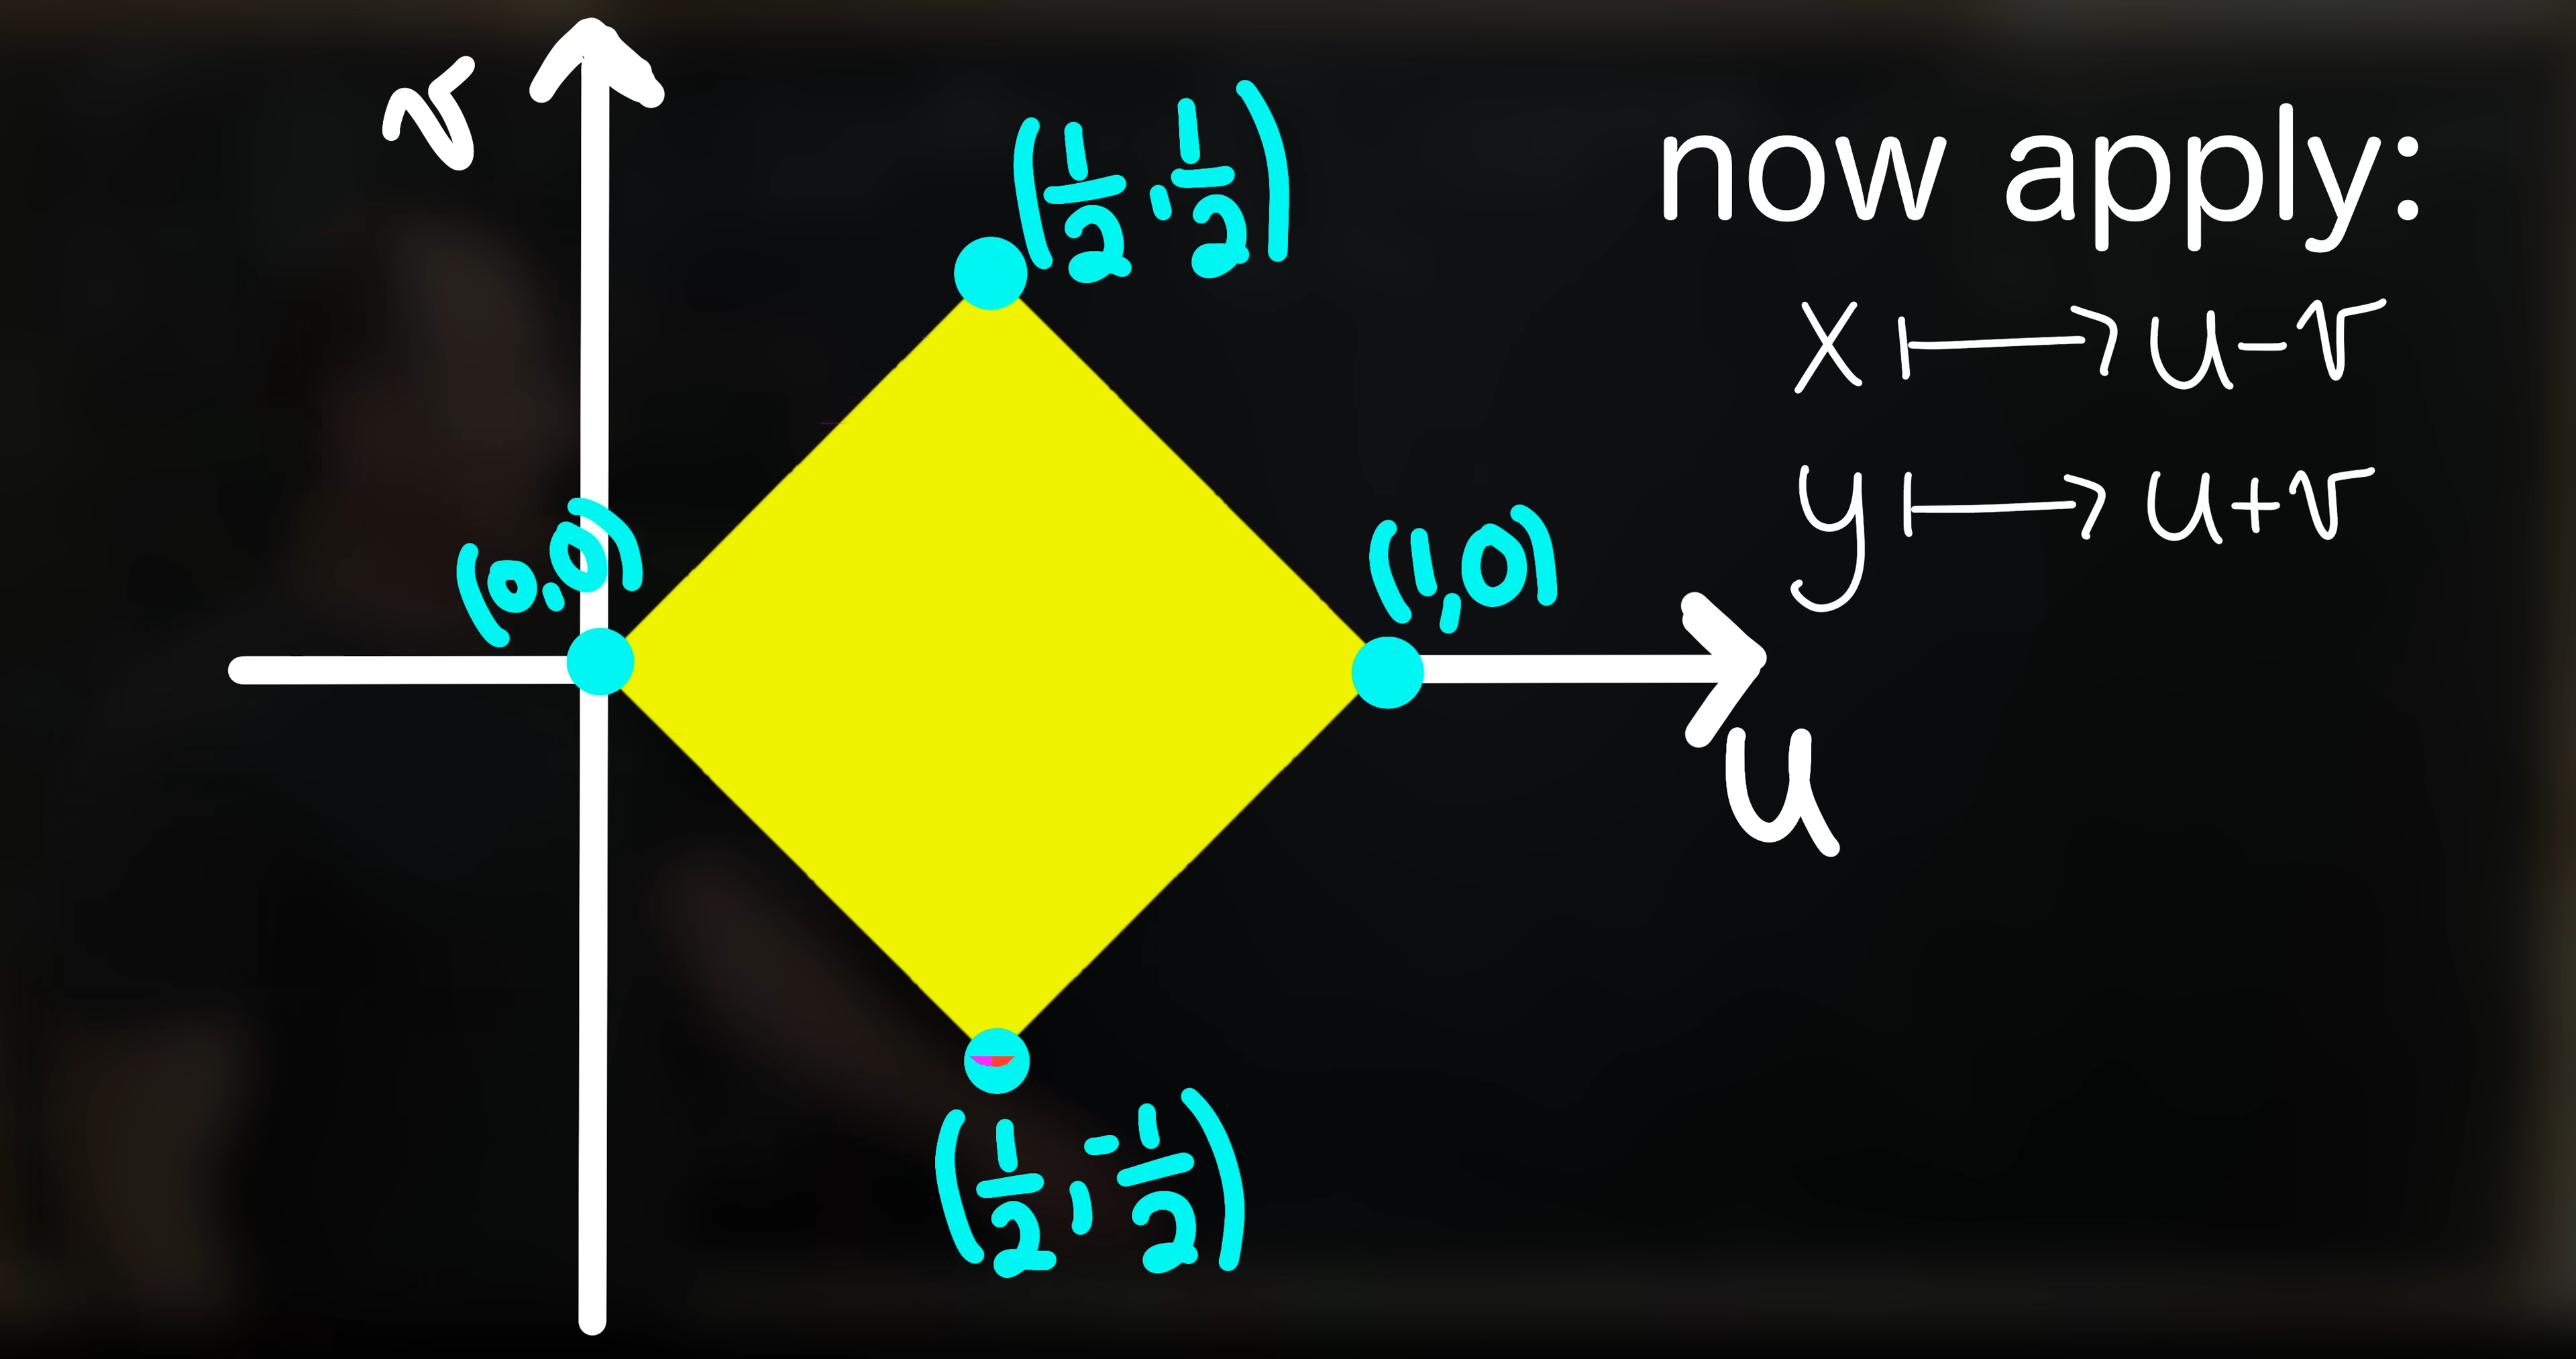 v
(1/2, 1/2)
now apply:
x ↦ u-v
y ↦ u+v
(0,0)
(1,0)
u
(1/2, -1/2)